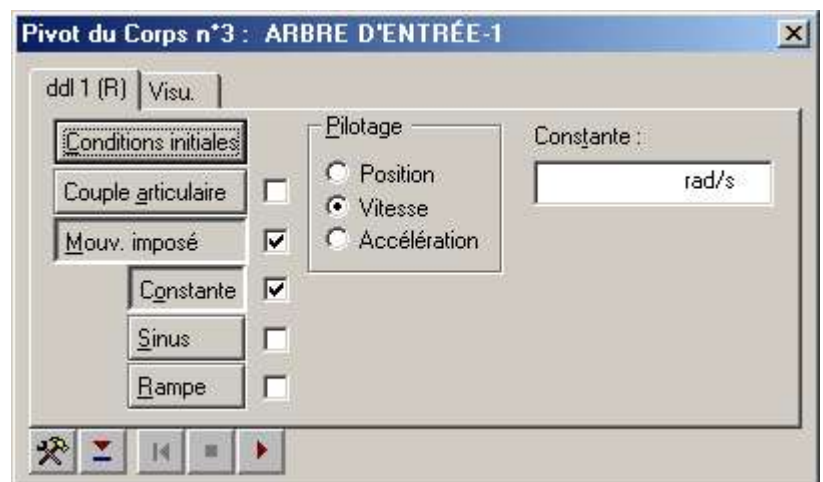 Pivot du Corps n°3 : ARBRE D'ENTRÉE-1
ddl 1 (R)
Visu.
Conditions initiales
Couple articulaire
Mouv. imposé
Constante
Sinus
Rampe
Pilotage
Position
Vitesse
Accélération
Constante :
rad/s